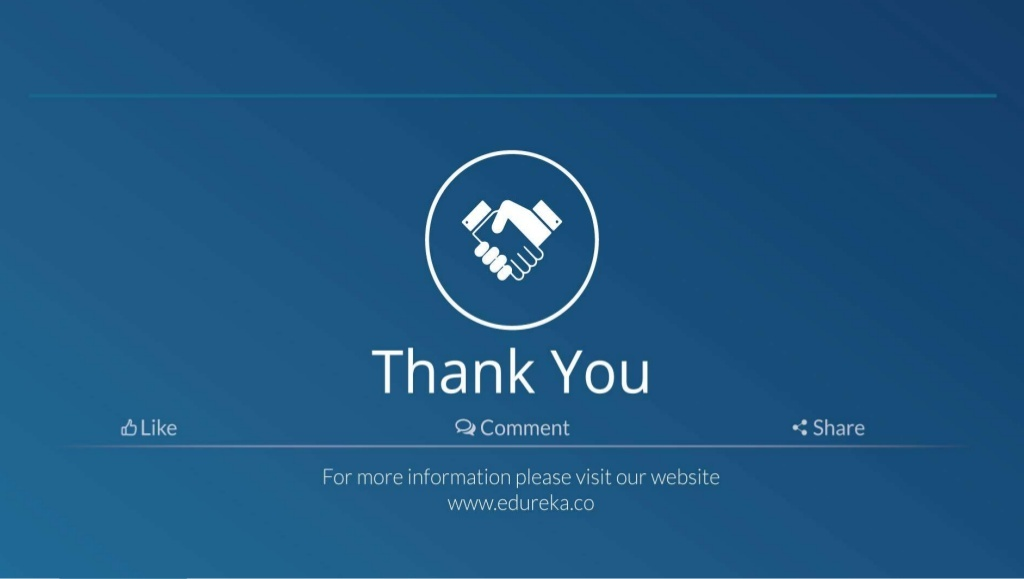 Thank You
Like Comment Share
For more information please visit our website
www.edureka.co